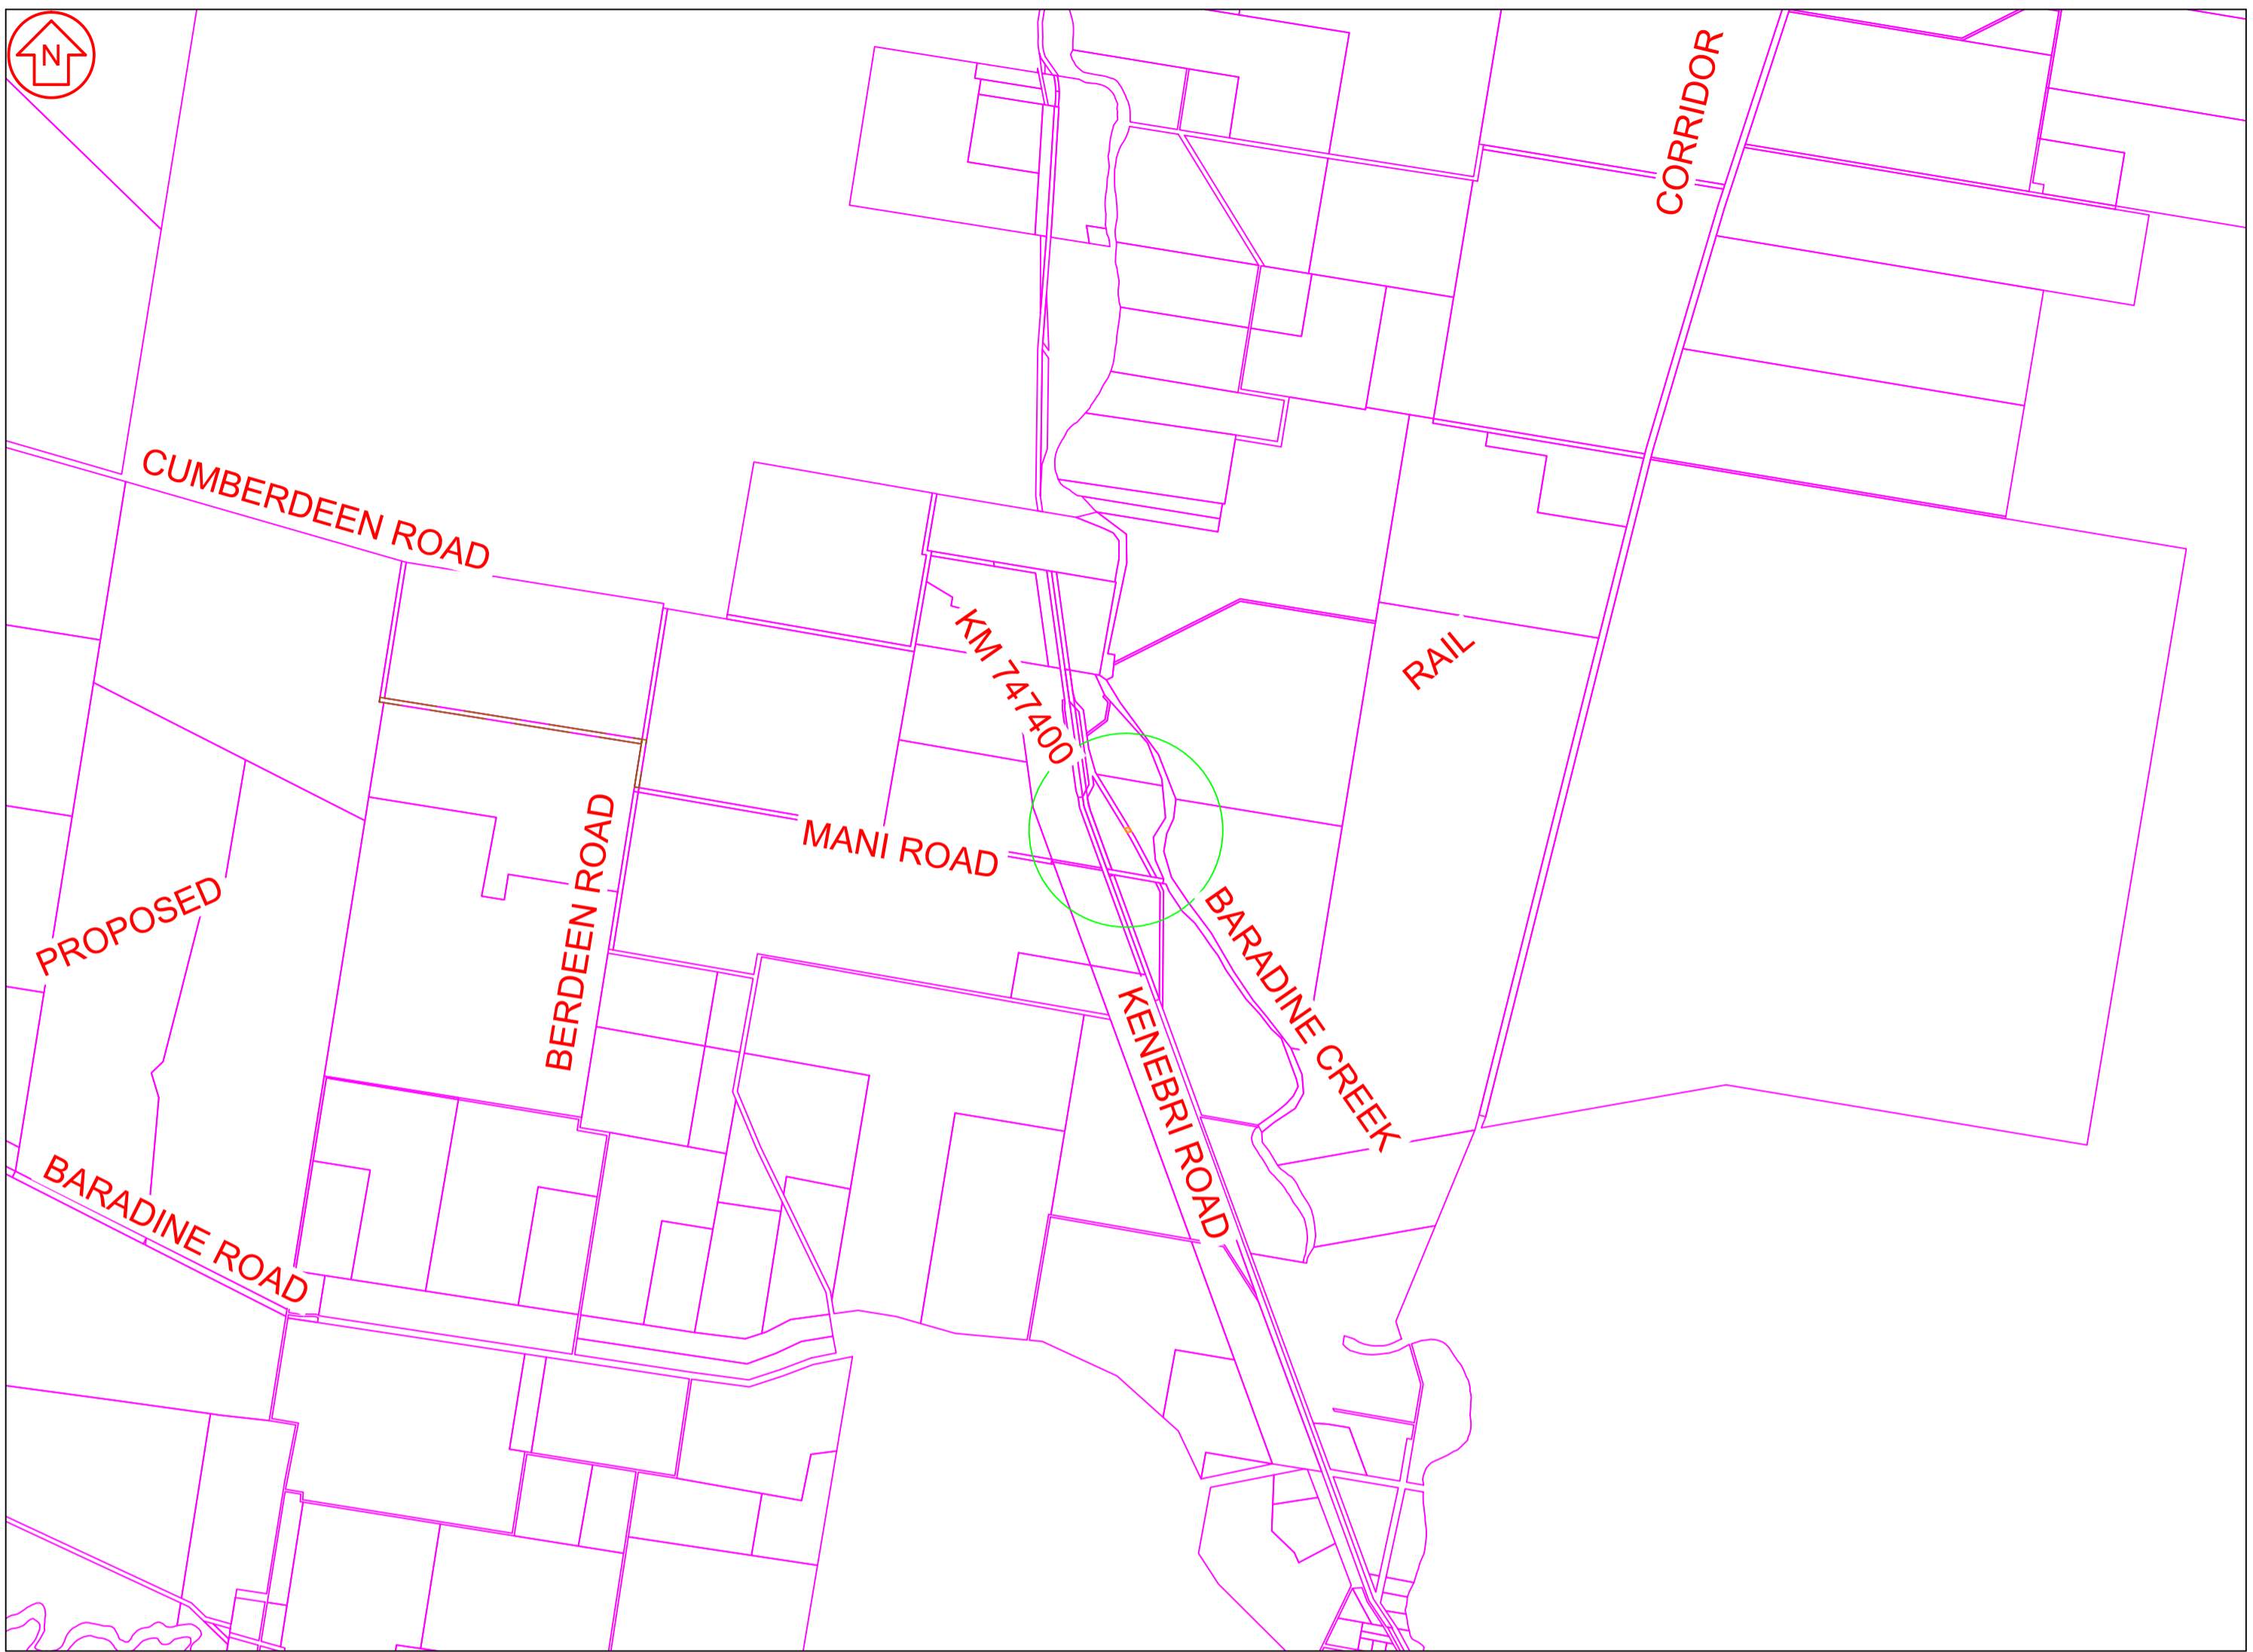 N
CORRIDOR
CUMBERDEEN ROAD
KM 747400
RAIL
MANI ROAD
BERDEEN ROAD
PROPOSED
BARADINE CREEK
KENEBRI ROAD
BARADINE ROAD